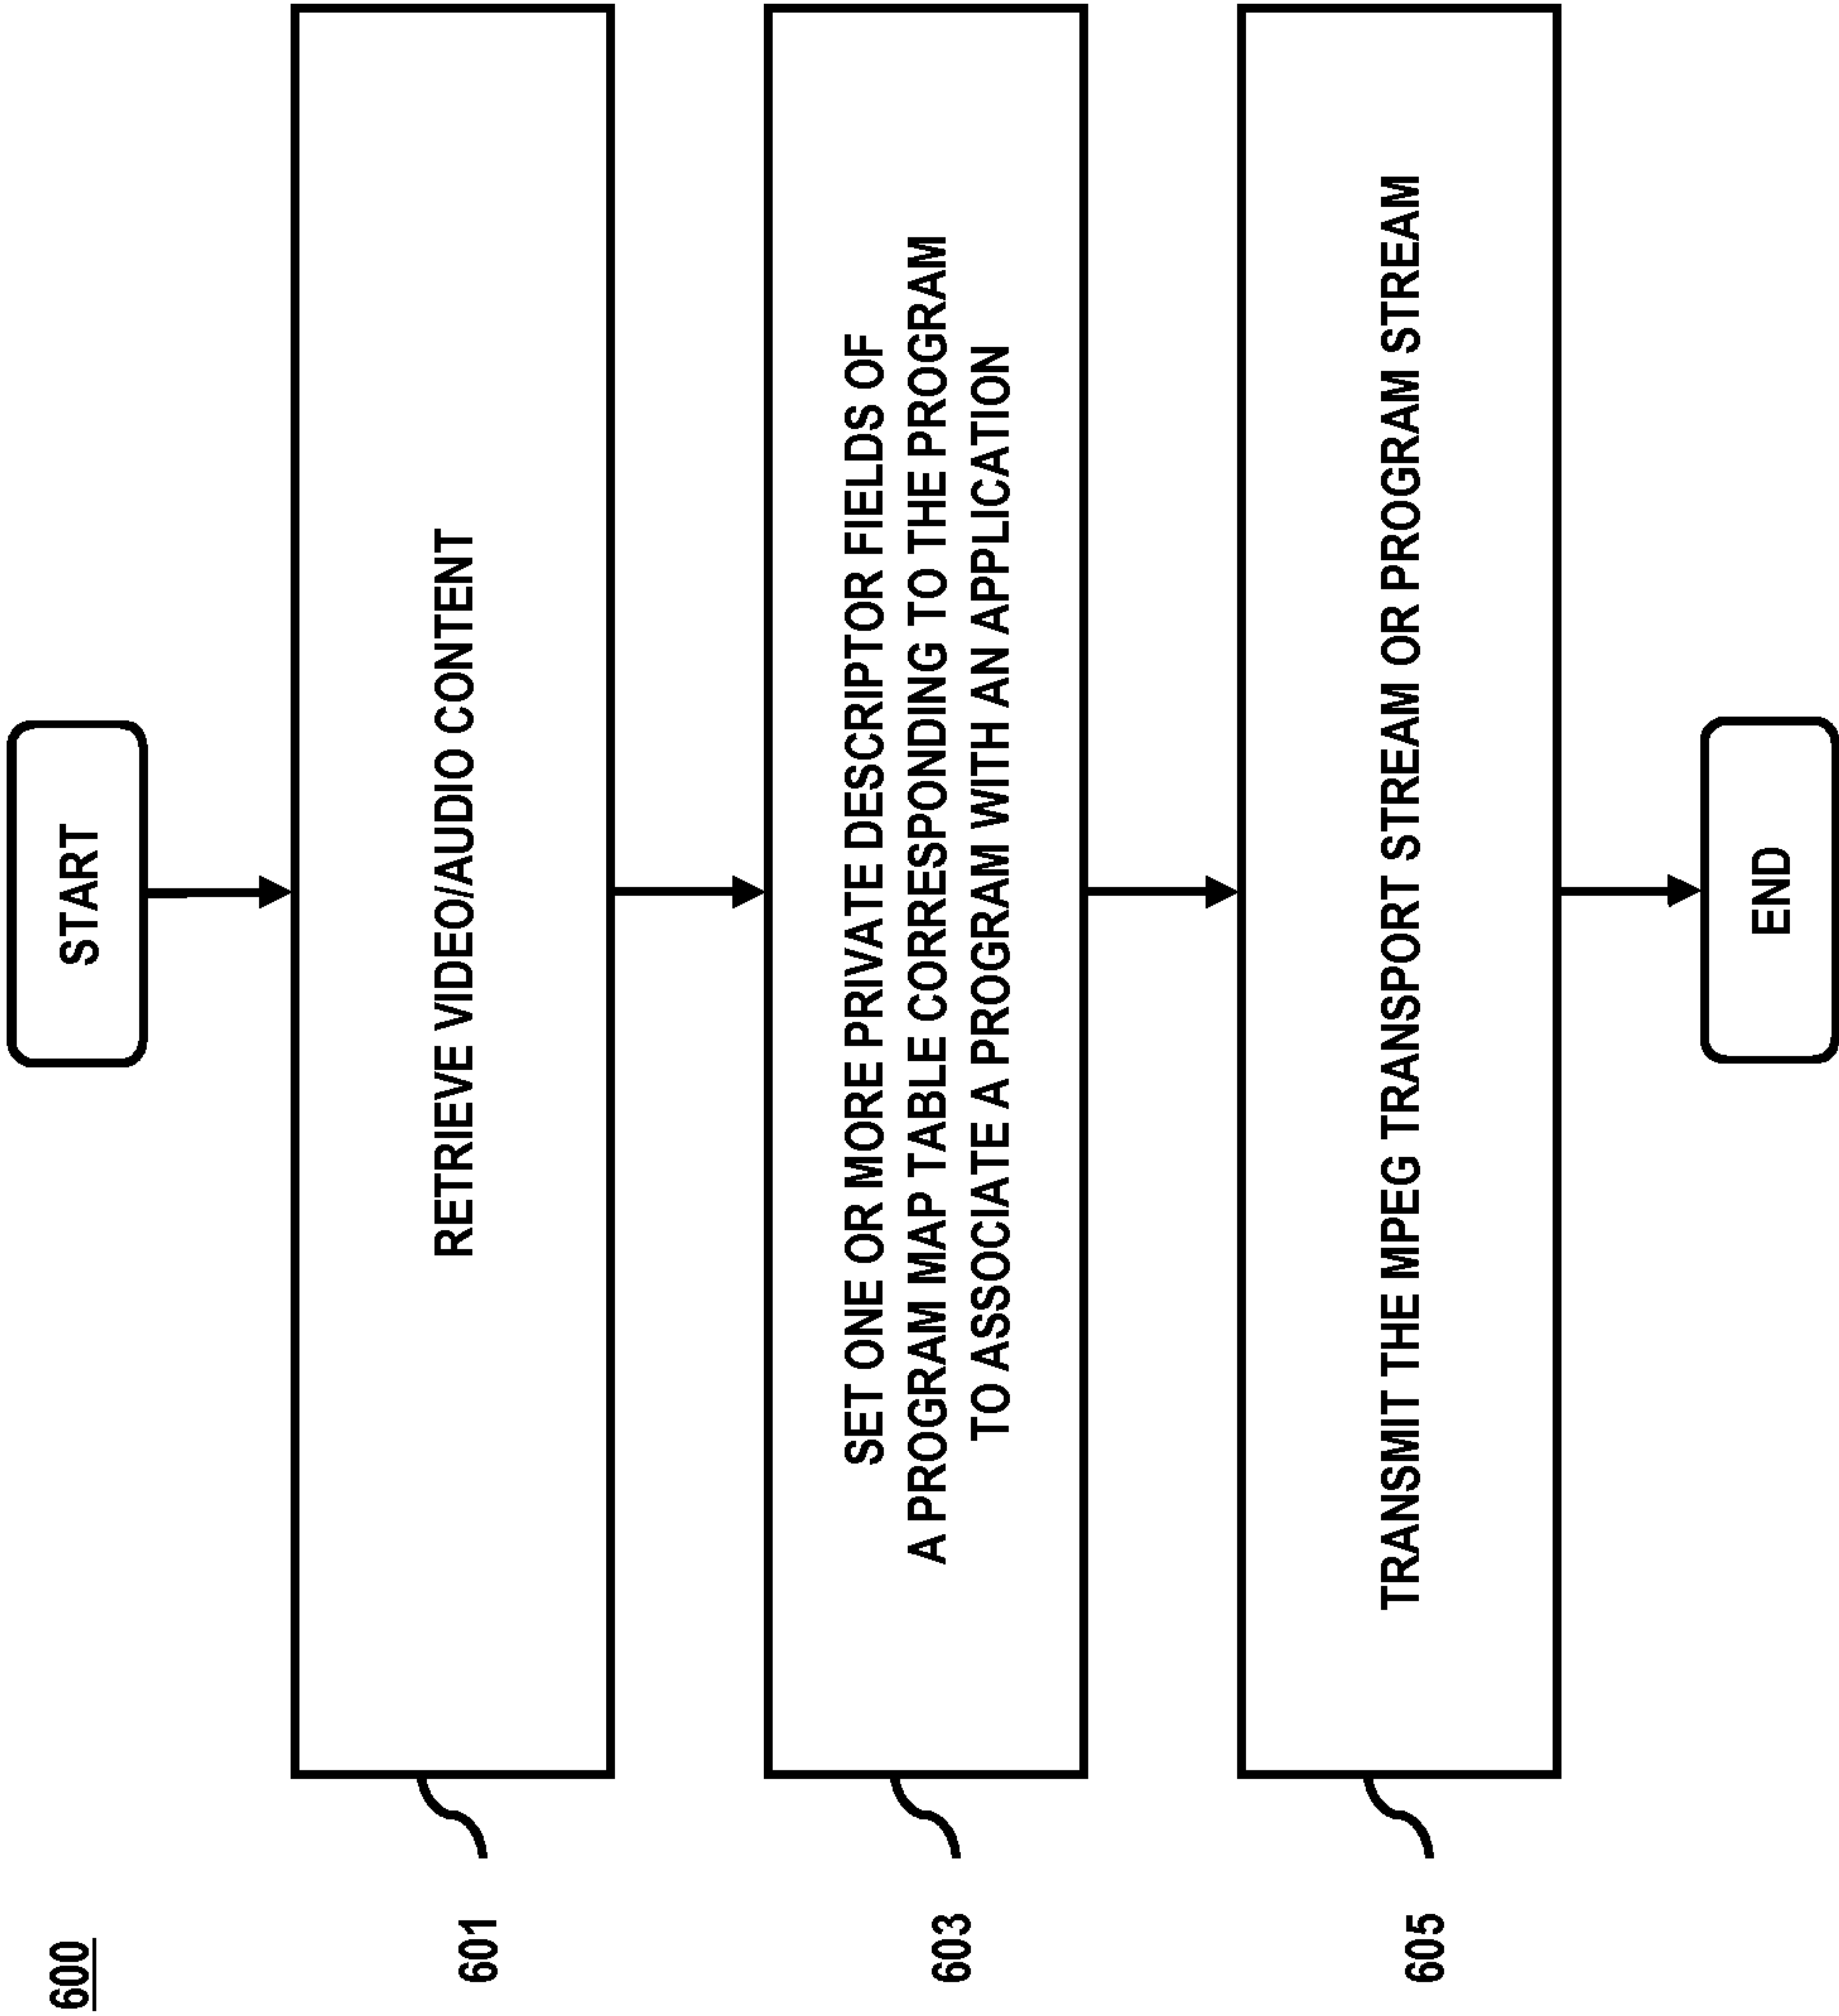 600
START
601
RETRIEVE VIDEO/AUDIO CONTENT
603
SET ONE OR MORE PRIVATE DESCRIPTOR FIELDS OF
A PROGRAM MAP TABLE CORRESPONDING TO THE PROGRAM
TO ASSOCIATE A PROGRAM WITH AN APPLICATION
605
TRANSMIT THE MPEG TRANSPORT STREAM OR PROGRAM STREAM
END